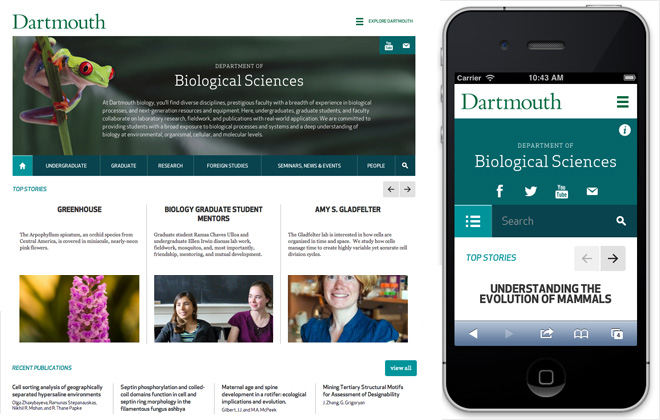 Dartmouth
EXPLORE DARTMOUTH
You Tube
DEPARTMENT OF
Biological Sciences
At Dartmouth biology, you'll find diverse disciplines, prestigious faculty with a breadth of experience in biological
processes, and next-generation resources and equipment. Here, undergraduates, graduate students, and faculty
collaborate on laboratory research, fieldwork, and publications with real-world application. We are committed to
providing students with a broad exposure to biological processes and systems and a deep understanding of
biology at environmental, organismal, cellular, and molecular levels.
UNDERGRADUATE GRADUATE RESEARCH FOREIGN STUDIES SEMINARS, NEWS & EVENTS PEOPLE
TOP STORIES
GREENHOUSE
The Arpophyllum spicatum, an orchid species from
Central America, is covered in miniscule, nearly-neon
pink flowers.
BIOLOGY GRADUATE STUDENT
MENTORS
Graduate student Ramsa Chaves Ulloa and
undergraduate Ellen Irwin discuss lab work,
fieldwork, mosquitos, and, most importantly,
friendship, mentoring, and mutual development.
AMY S. GLADFELTER
The Gladfelter lab is interested in how cells are
organized in time and space. We study how cells
manage time to create highly variable yet accurate cell
division cycles.
RECENT PUBLICATIONS
view all
Cell sorting analysis of geographically
separated hypersaline environments
Olga Zhaxybayeva, Ramunas Stepanauskas,
Nikhil R. Mohan, and R. Thane Papke
Septin phosphorylation and coiled-
coil domains function in cell and
septin ring morphology in the
filamentous fungus ashbya
Maternal age and spine
development in a rotifer: ecological
implications and evolution.
Gilbert, J.J. and M.A. McPeek
Mining Tertiary Structural Motifs
for Assessment of Designability
J. Zhang, G. Grigoryan
Carrier 10:43 AM
Dartmouth
DEPARTMENT OF
Biological Sciences
You Tube
Search
TOP STORIES
UNDERSTANDING THE
EVOLUTION OF MAMMALS
4